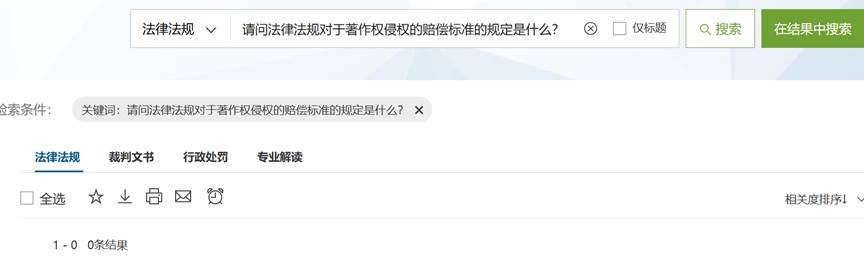 法律法规 请问法律法规对于著作权侵权的赔偿标准的规定是什么? 仅标题 搜索 在结果中搜索
检索条件: 关键词：请问法律法规对于著作权侵权的赔偿标准的规定是什么?
法律法规 裁判文书 行政处罚 专业解读
全选 相关度排序
1 - 0 0条结果